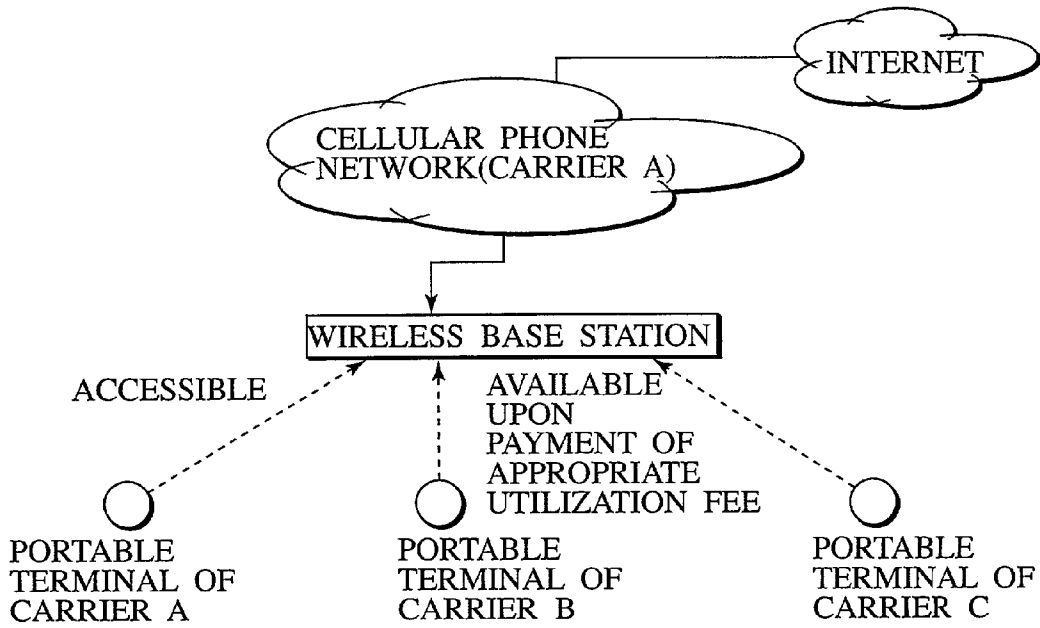 INTERNET
CELLULAR PHONE
NETWORK(CARRIER A)
WIRELESS BASE STATION
ACCESSIBLE
AVAILABLE
UPON
PAYMENT OF
APPROPRIATE
UTILIZATION FEE
PORTABLE
TERMINAL OF
CARRIER A
PORTABLE
TERMINAL OF
CARRIER B
PORTABLE
TERMINAL OF
CARRIER C